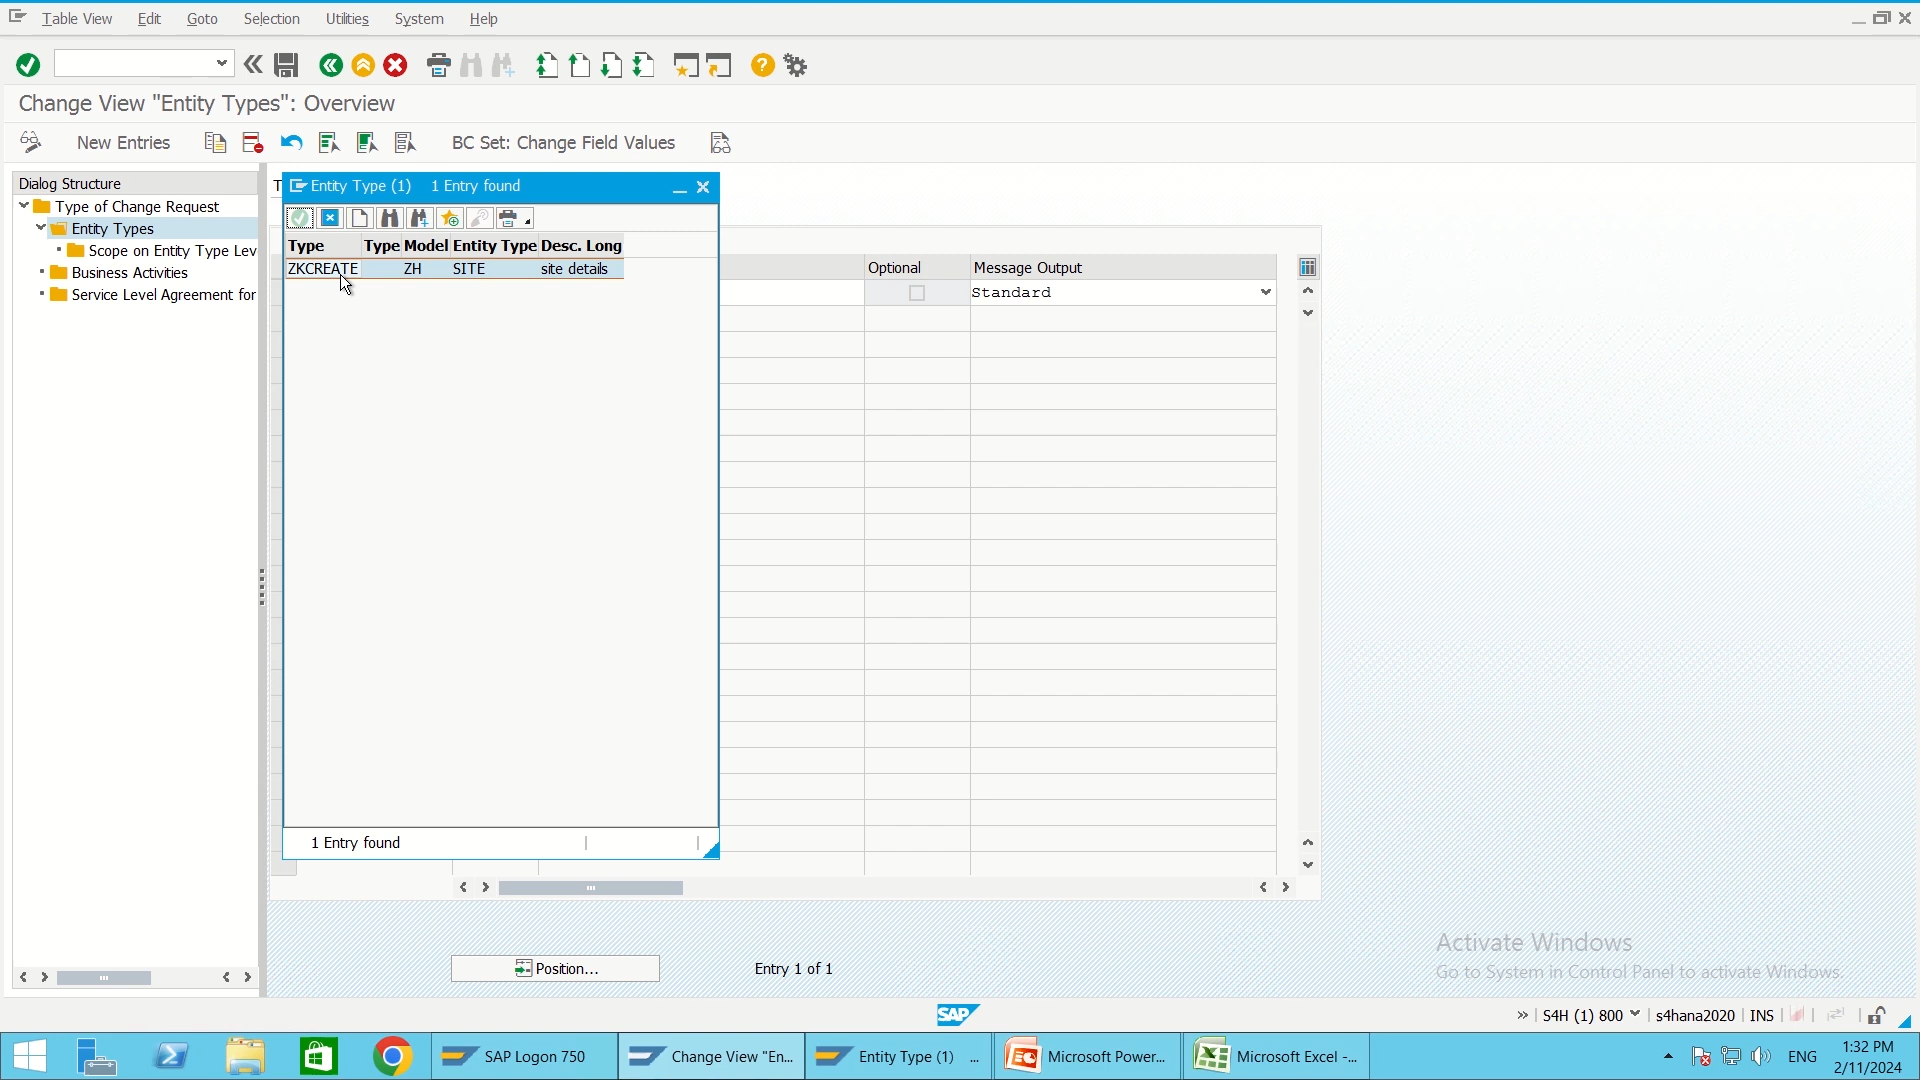 Table View Edit Goto Selection Utilities System Help
Change View "Entity Types": Overview
New Entries BC Set: Change Field Values
Dialog Structure
Type of Change Request
Entity Types
Scope on Entity Type Lev
Business Activities
Service Level Agreement for
T
Entity Type (1) 1 Entry found
Type Type Model Entity Type Desc. Long
ZKCREATE ZH SITE site details
Optional Message Output
Standard
1 Entry found
Position... Entry 1 of 1
Activate Windows
Go to System in Control Panel to activate Windows.
SAP
S4H (1) 800 s4hana2020 INS
SAP Logon 750
Change View "En...
Entity Type (1) ...
Microsoft Power...
Microsoft Excel -...
ENG
1:32 PM
2/11/2024